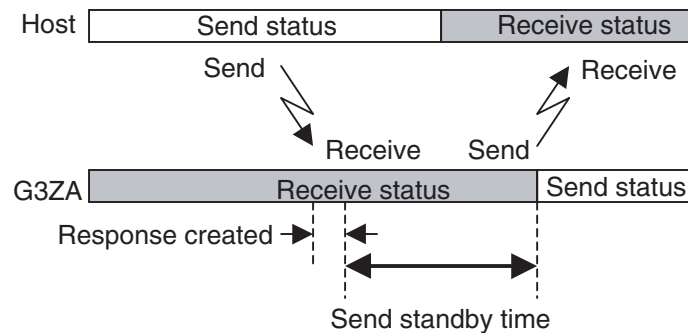 Host
Send status
Receive status
Send
Receive
Receive
Send
G3ZA
Receive status
Send status
Response created
Send standby time